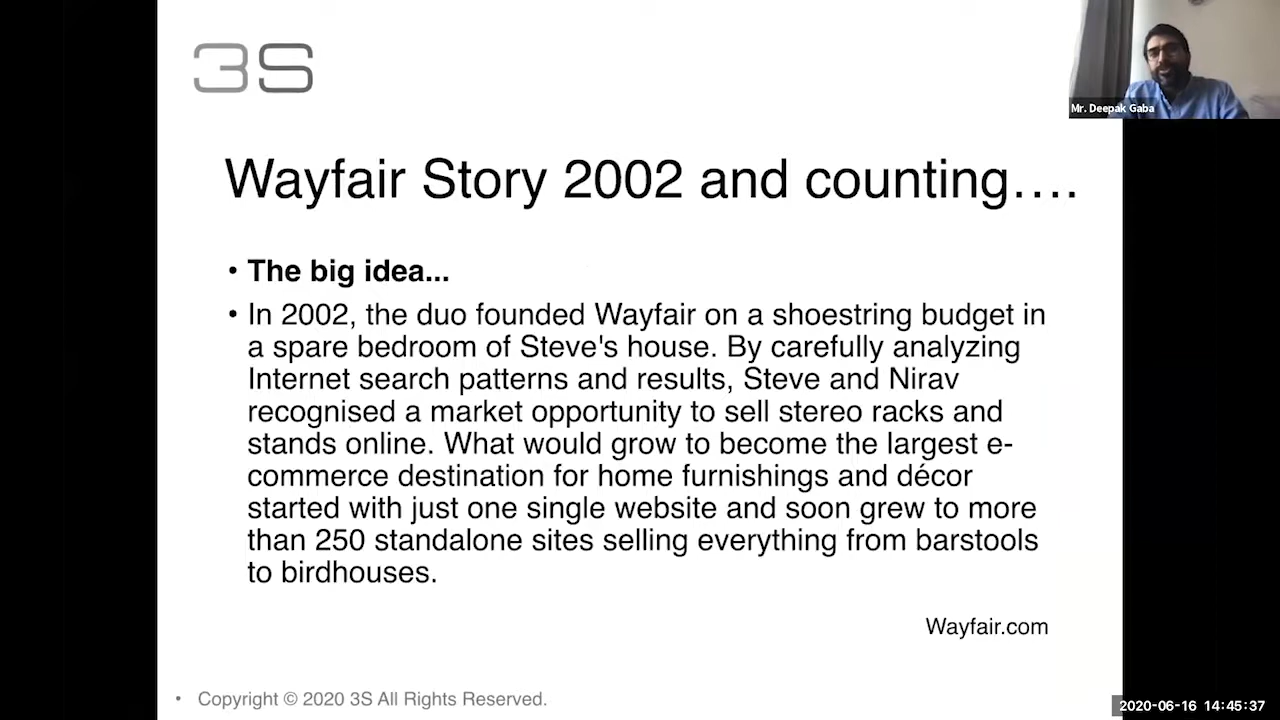 3S
Mr. Deepak Gaba
Wayfair Story 2002 and counting....
• The big idea...
• In 2002, the duo founded Wayfair on a shoestring budget in
a spare bedroom of Steve's house. By carefully analyzing
Internet search patterns and results, Steve and Nirav
recognised a market opportunity to sell stereo racks and
stands online. What would grow to become the largest e-
commerce destination for home furnishings and décor
started with just one single website and soon grew to more
than 250 standalone sites selling everything from barstools
to birdhouses.
Wayfair.com
• Copyright © 2020 3S All Rights Reserved.
2020-06-16 14:45:37